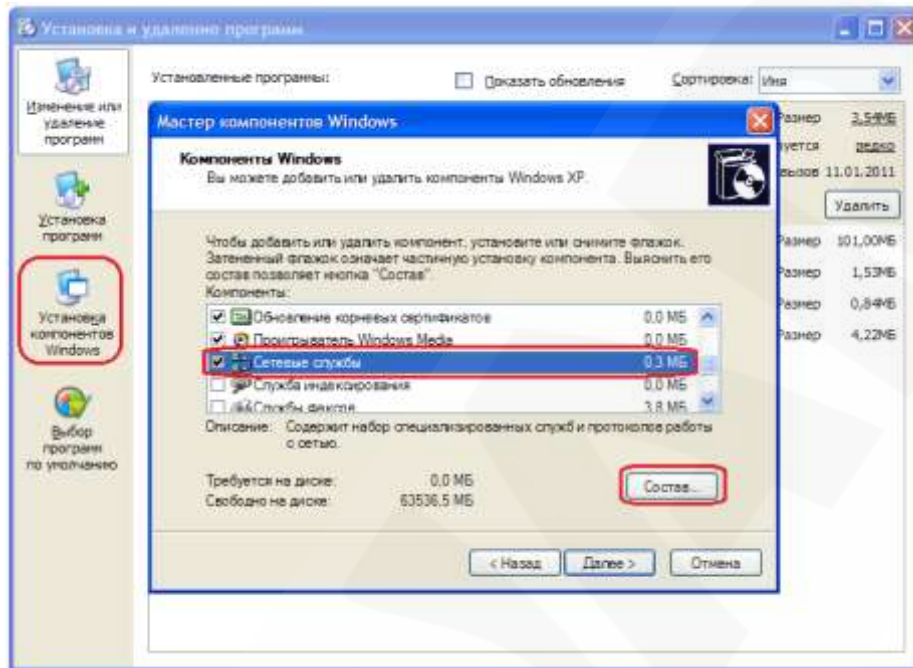 Установка и удаление программ
Установленные программы:
Показать обновления
Сортировка: Имя
Изменение или
удаление
программ
Установка
программ
Установка
компонентов
Windows
Выбор
программ
по умолчанию
Размер 3,54МБ
уется редко
вызов 11.01.2011
Удалить
Размер 101,00МБ
Размер 1,53МБ
Размер 0,84МБ
Размер 4,22МБ
Мастер компонентов Windows
Компоненты Windows
Вы можете добавить или удалить компоненты Windows XP.
Чтобы добавить или удалить компонент, установите или снимите флажок.
Затененный флажок означает частичную установку компонента. Выяснить его
состав позволяет кнопка "Состав".
Компоненты:
Обновление корневых сертификатов 0.0 МБ
Проигрыватель Windows Media 0.0 МБ
Сетевые службы 0.3 МБ
Служба индексирования 0.0 МБ
Службы факсов 3.8 МБ
Описание: Содержит набор специализированных служб и протоколов работы
с сетью.
Требуется на диске: 0.0 МБ
Свободно на диске: 63536.5 МБ
Состав...
< Назад
Далее >
Отмена